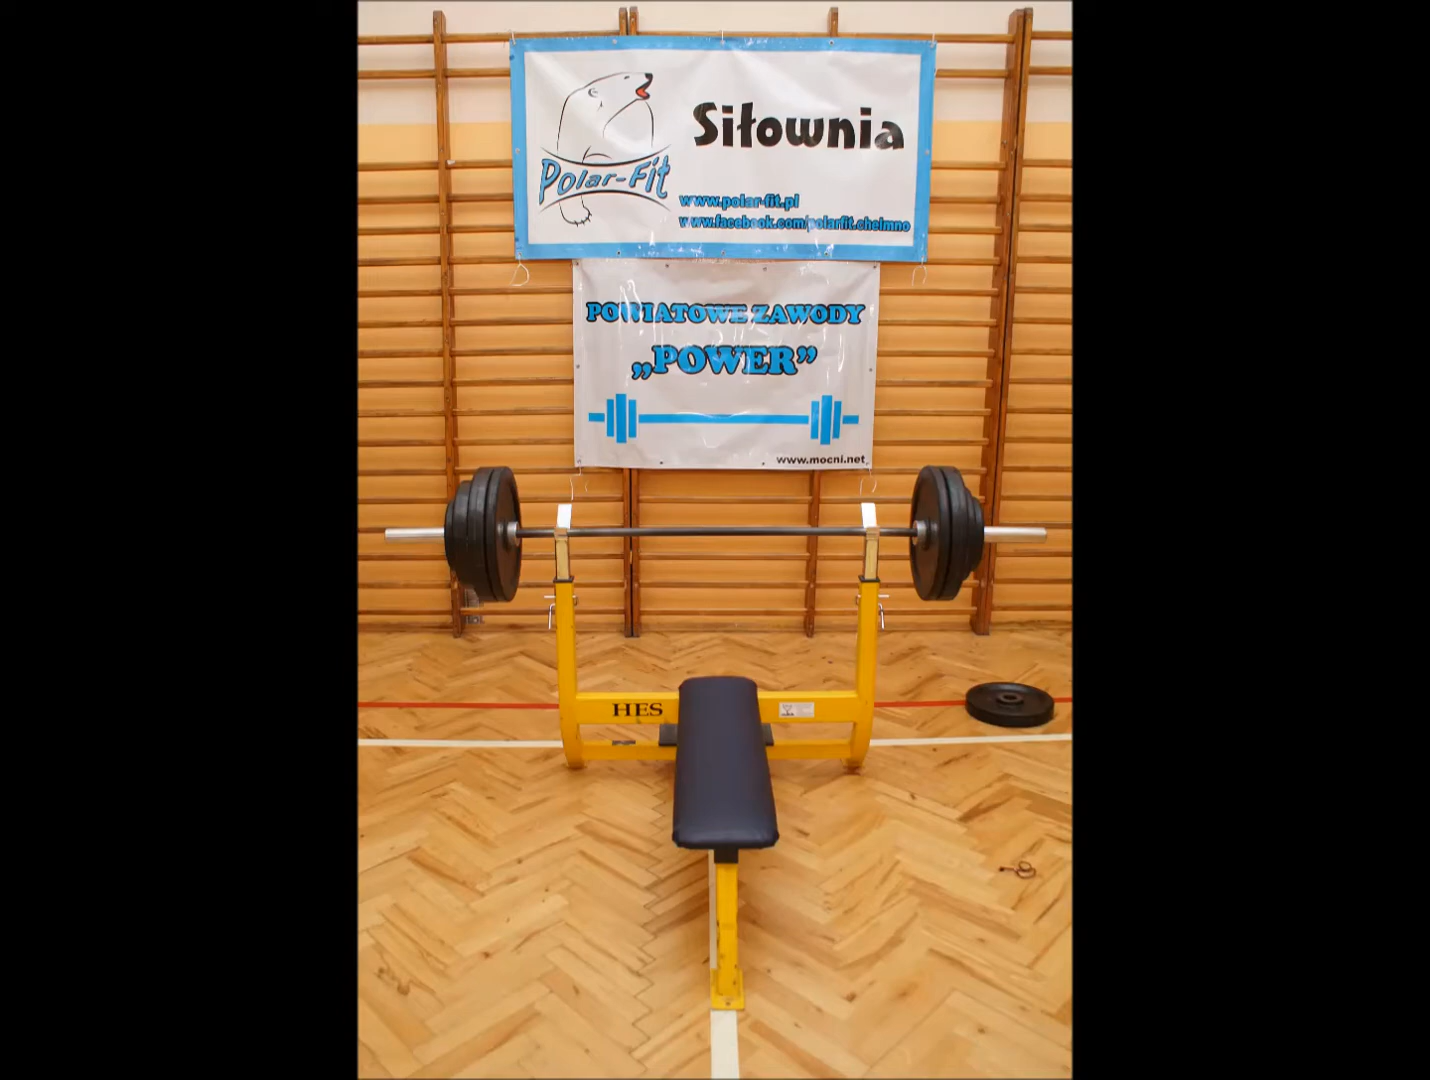 Siłownia
Polar-Fit
www.polar-fit.pl
www.facebook.com/polarfit.chelmno
POWIATOWE ZAWODY
„POWER”
www.mocni.net
HES